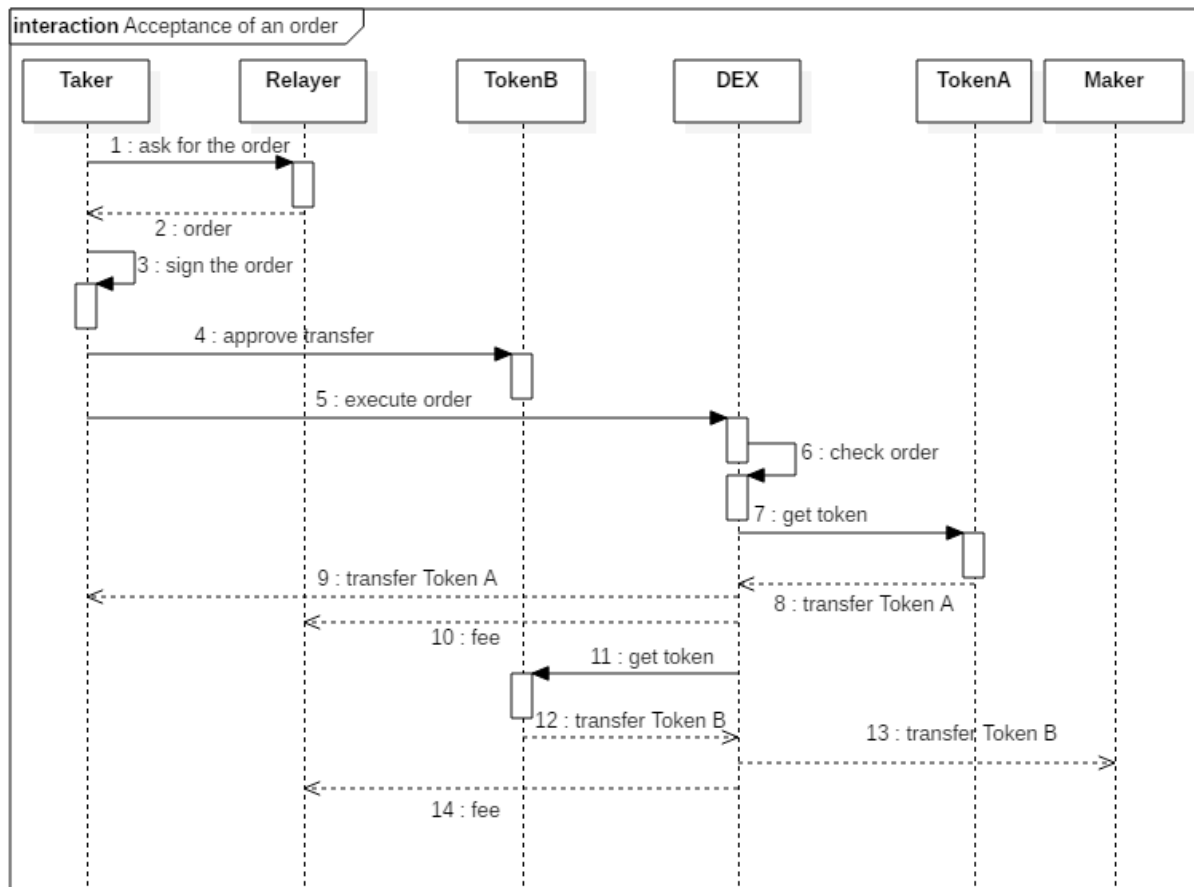 interaction Acceptance of an order
Taker
Relayer
TokenB
DEX
TokenA
Maker
1 : ask for the order
2 : order
3 : sign the order
4 : approve transfer
5 : execute order
6 : check order
7 : get token
9 : transfer Token A
8 : transfer Token A
10 : fee
11 : get token
12 : transfer Token B
13 : transfer Token B
14 : fee